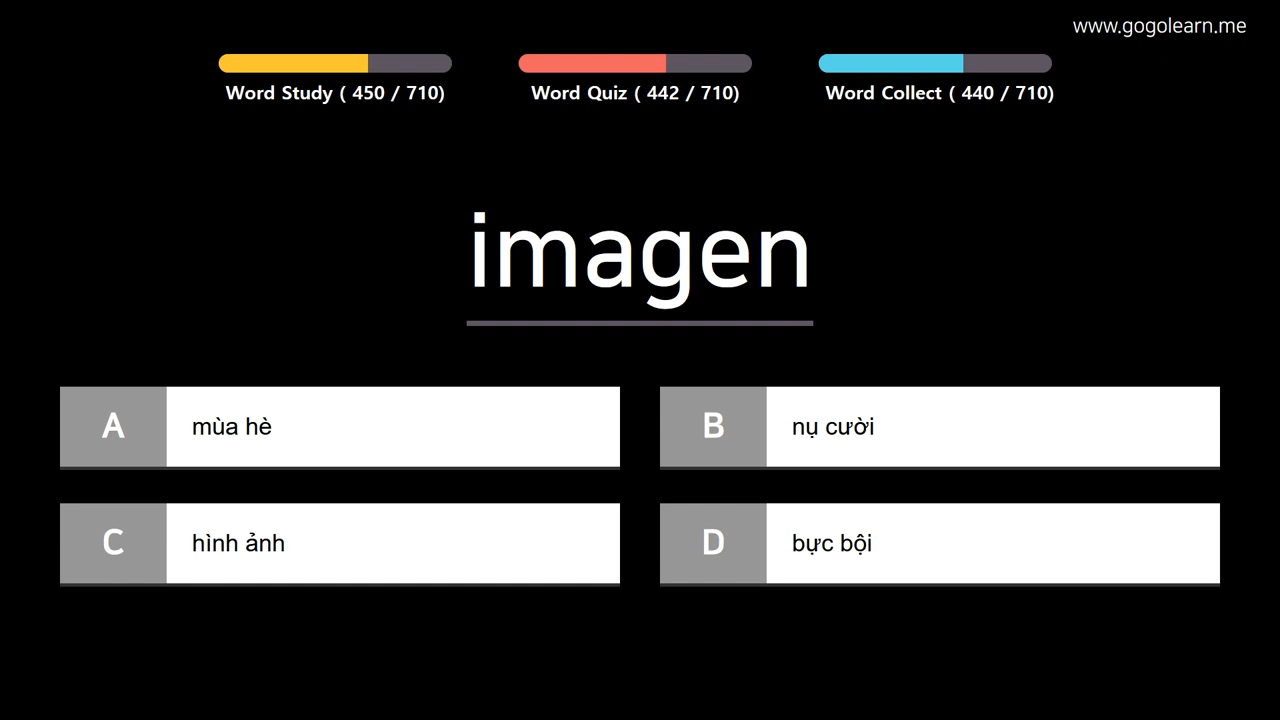 www.gogolearn.me
Word Study ( 450 / 710)
Word Quiz ( 442 / 710)
Word Collect ( 440 / 710)
imagen
A mùa hè
B nụ cười
C hình ảnh
D bực bội